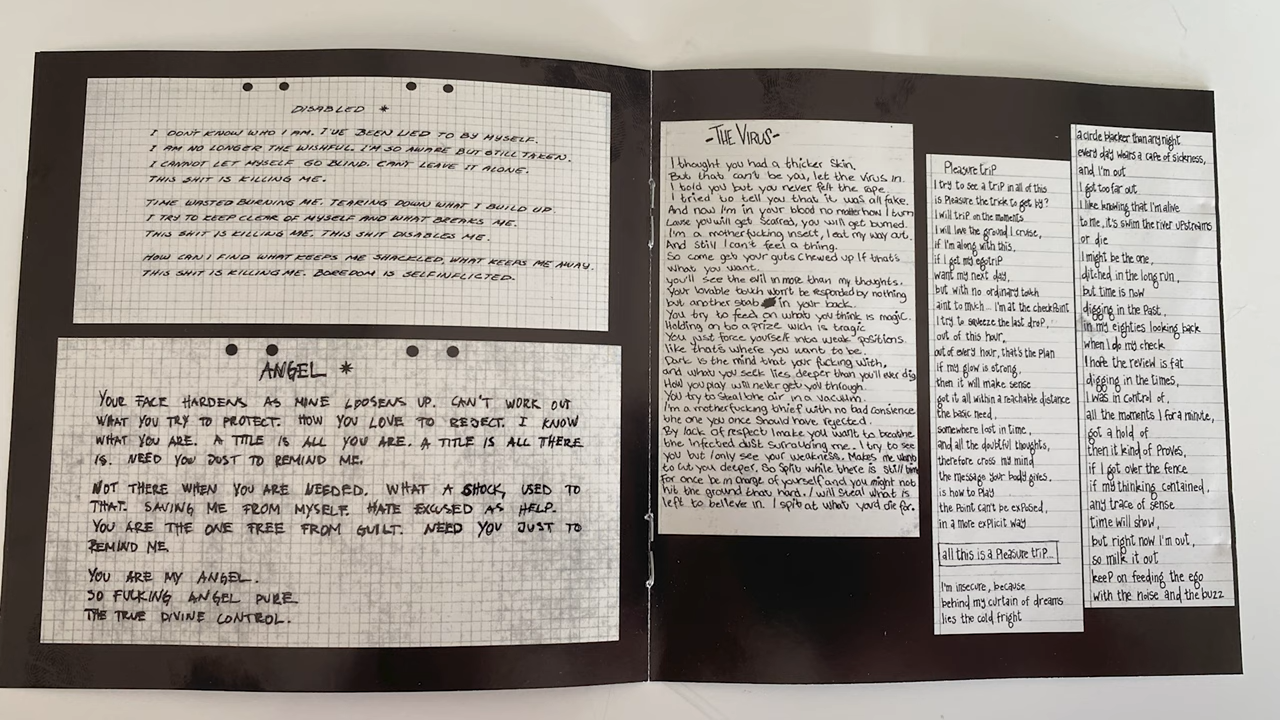 DISABLED *
I DONT KNOW WHO I AM. I'VE BEEN LIED TO BY MYSELF.
I AM NO LONGER THE WISHFUL. I'M SO AWARE BUT STILL TAKEN.
I CANNOT LET MYSELF GO BLIND. CAN'T LEAVE IT ALONE.
THIS SHIT IS KILLING ME.
TIME WASTED BURNING ME. TEARING DOWN WHAT I BUILD UP.
I TRY TO KEEP CLEAR OF MYSELF AND WHAT BREAKS ME.
THIS SHIT IS KILLING ME. THIS SHIT DISABLES ME.
HOW CAN I FIND WHAT KEEPS ME SHACKLED, WHAT KEEPS ME AWAY.
THIS SHIT IS KILLING ME. BOREDOM IS SELFINFLICTED.
ANGEL *
YOUR FACE HARDENS AS MINE LOOSENS UP. CAN'T WORK OUT
WHAT YOU TRY TO PROTECT. HOW YOU LOVE TO REJECT. I KNOW
WHAT YOU ARE. A TITLE IS ALL YOU ARE. A TITLE IS ALL THERE
IS. NEED YOU JUST TO REMIND ME.
NOT THERE WHEN YOU ARE NEEDED. WHAT A SHOCK, USED TO
THAT. SAVING ME FROM MYSELF. HATE EXCUSED AS HELP.
YOU ARE THE ONE FREE FROM GUILT. NEED YOU JUST TO
REMIND ME.
YOU ARE MY ANGEL.
SO FUCKING ANGEL PURE
THE TRUE DIVINE CONTROL.
-THE VIRUS-
I thought you had a thicker skin.
But that can't be you, let the virus in.
I told you but you never felt the rape.
I tried to tell you that it was all fake.
And now I'm in your blood no matter how I turn
Cause you will get scarred, you will get burned.
I'm a motherfucking insect, I eat my way out.
And still I can't feel a thing.
So come get your guts chewed up If that's
what you want.
you'll see the evil in more than my thoughts.
Your lovable touch won't be responded by nothing
but another stab in your back.
You try to feed on what you think is magic.
Holding on to a prize wich is tragic
You just force yourself into weak positions
like that's where you want to be.
Dark is the mind that your fucking with,
and what you seek lies deeper than you'll ever dig
How you play will never get you through.
You try to steal the air in a vacuum.
I'm a motherfucking thief with no bad consience
the one you once should have rejected.
By lack of respect I make you want to breathe
the infected dust surrounding me. I try to see
you but I only see your weakness. Makes me want
to cut you deeper. So split while there is still time
for once be in charge of yourself and you might not
hit the ground that hard. I will steal what is
left to believe in. I spit at what you'd die for.
Pleasure triP
I try to see a triP in all of this
is Pleasure the trick to get by?
I will triP on the moments
I will love the ground I cruise,
if I'm along with this,
if I get my egotriP
want my next day,
but with no ordinary touch
aint to much... I'm at the checkPoint
I try to squeeze the last droP,
out of this hour,
out of every hour, that's the Plan
if my glow is strong,
then it will make sense
got it all within a reachable distance
the basic need,
somewhere lost in time,
and all the doubtful thoughts,
therefore cross my mind
the message your body gives,
is how to Play
the Point can't be exPosed,
in a more explicit way
all this is a Pleasure triP...
I'm insecure, because
behind my curtain of dreams
lies the cold fright
a circle blacker than any night
every day wears a cape of sickness,
and I'm out
I got too far out
I like knowing that I'm alive
to me, it's swim the river upstreams
or die
I might be the one,
ditched in the long run,
but time is now
digging in the Past,
in my eighties looking back
when I do my check
I hope the review is fat
digging in the times,
I was in control of,
all the moments I for a minute,
got a hold of
then it kind of Proves,
if I got over the fence
if my thinking contained,
any trace of sense
time will show,
but right now I'm out,
so milk it out
keeP on feeding the ego
with the noise and the buzz